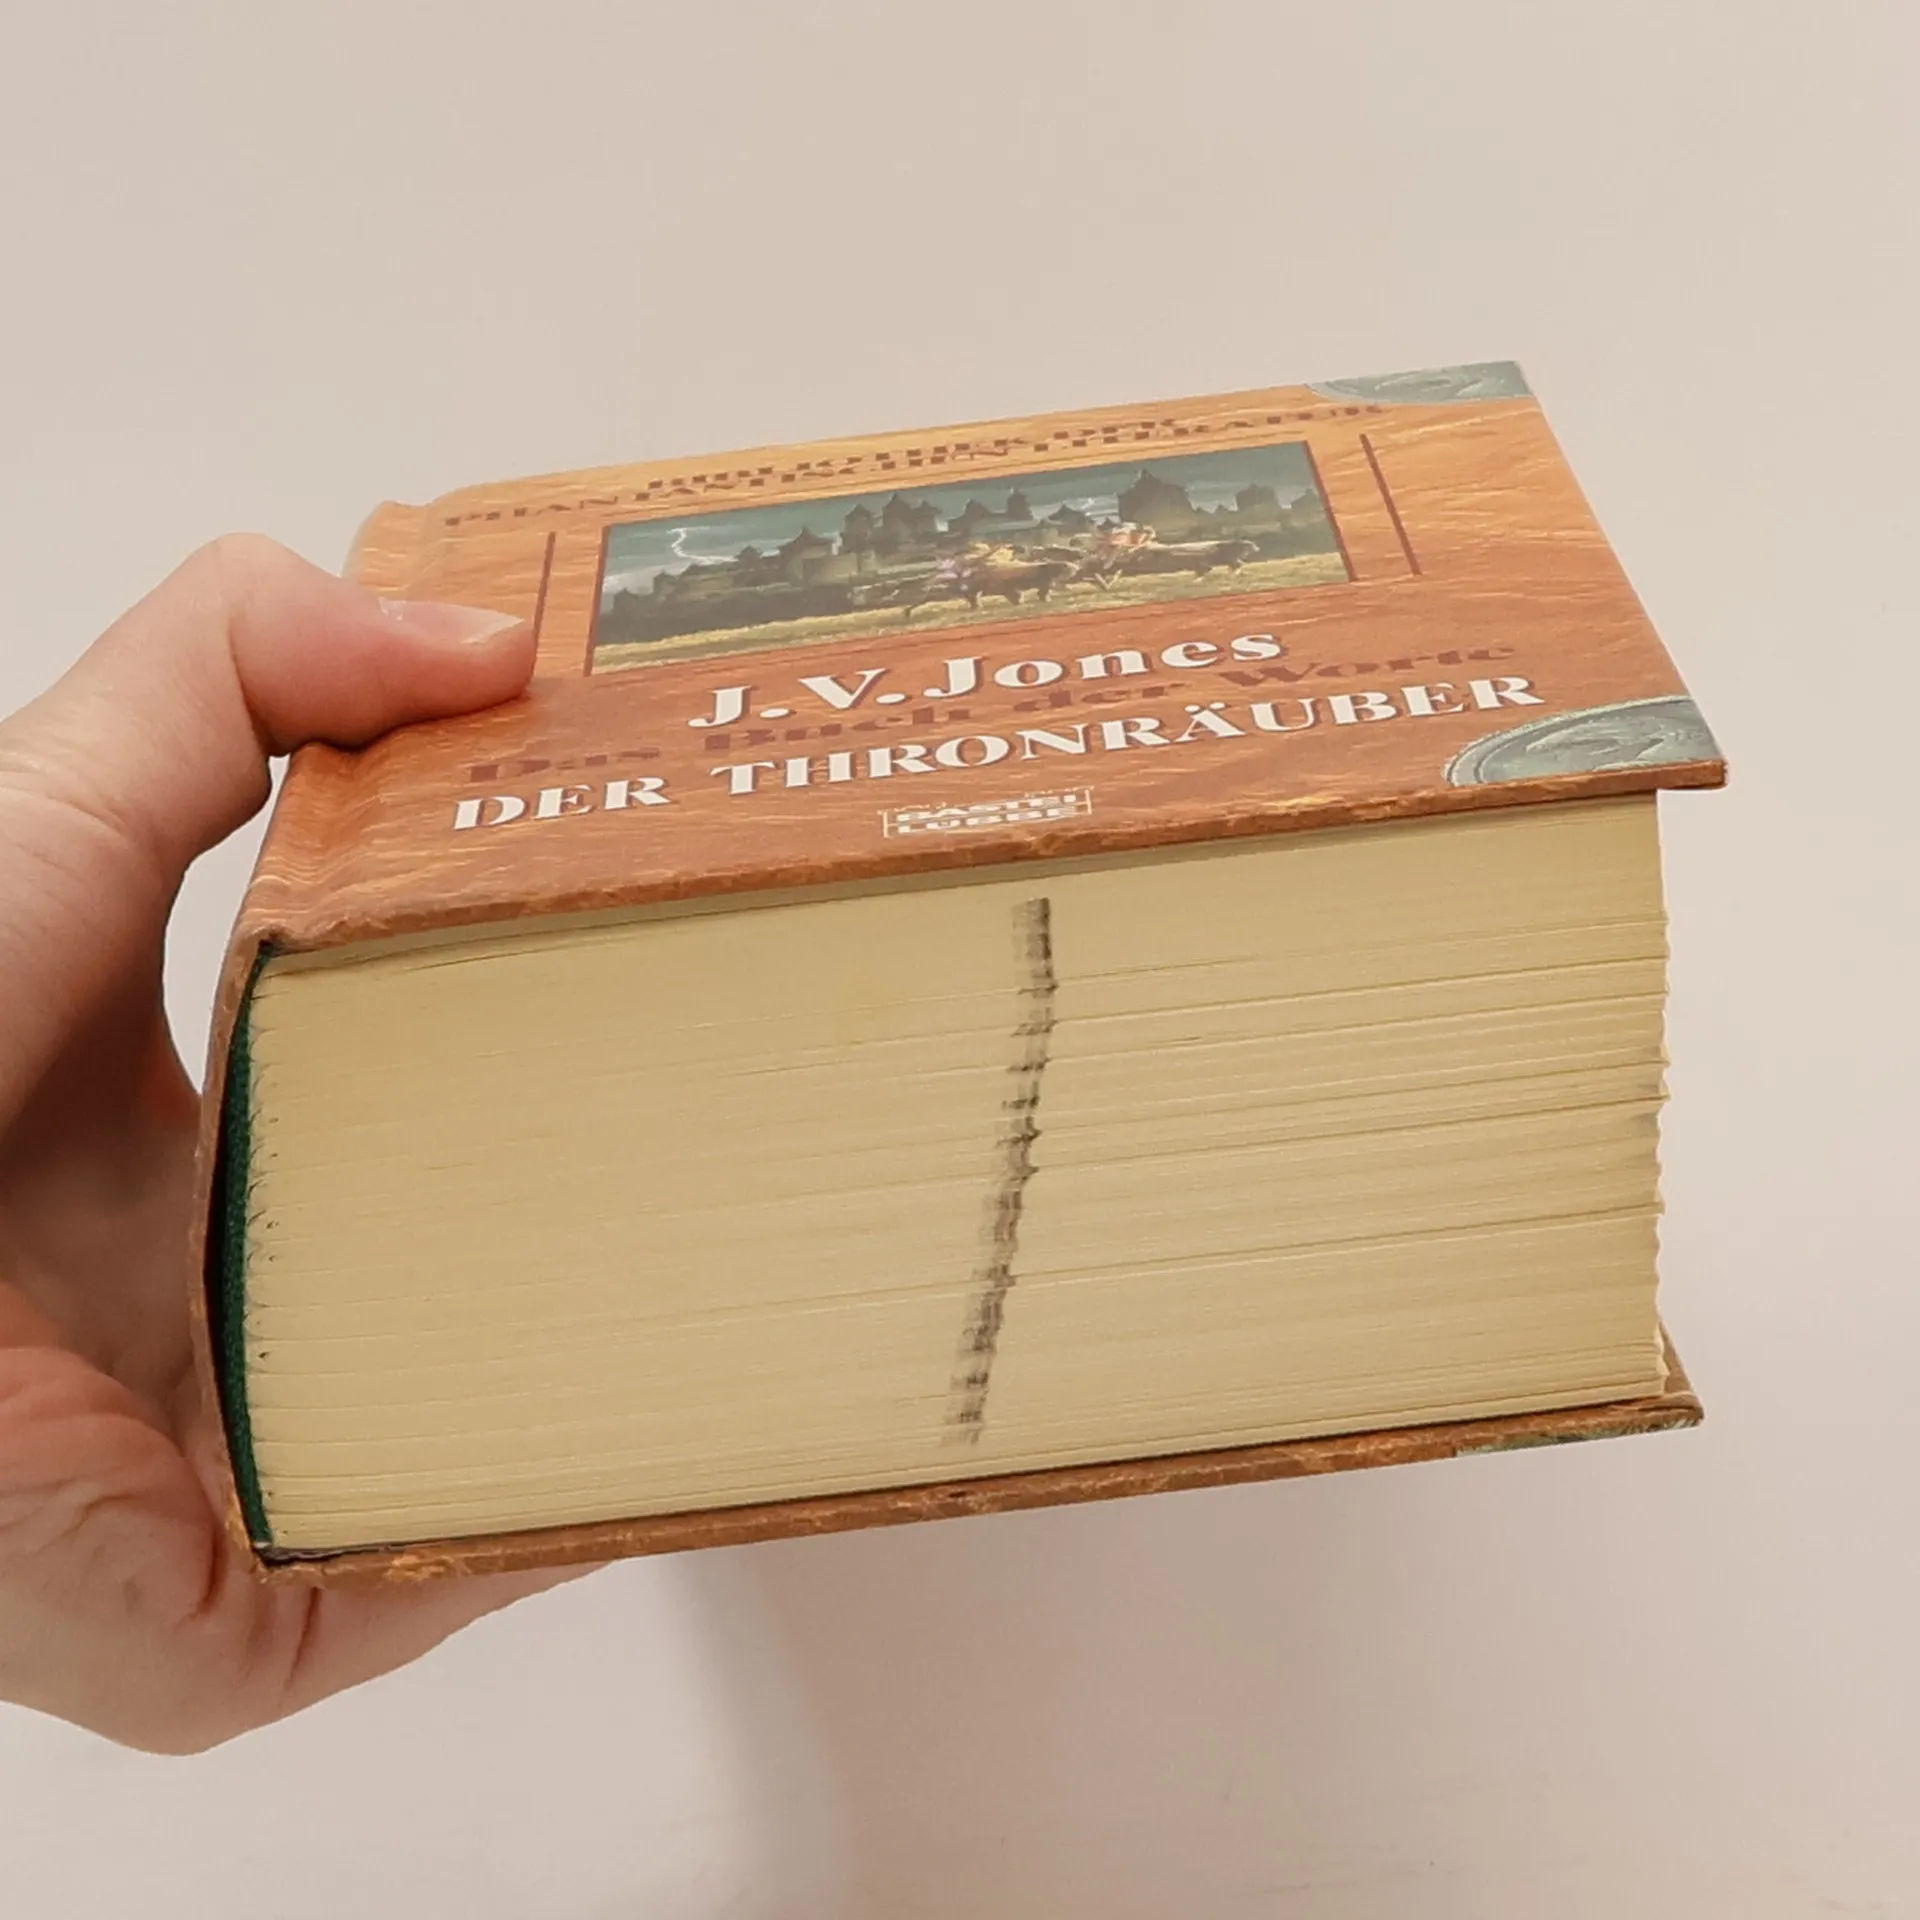 BIBLIOTHEK DER
PHANTASTISCHEN LITERATUR
J.V. Jones
Das Buch der Worte
DER THRONRÄUBER
BASTEI
LÜBBE